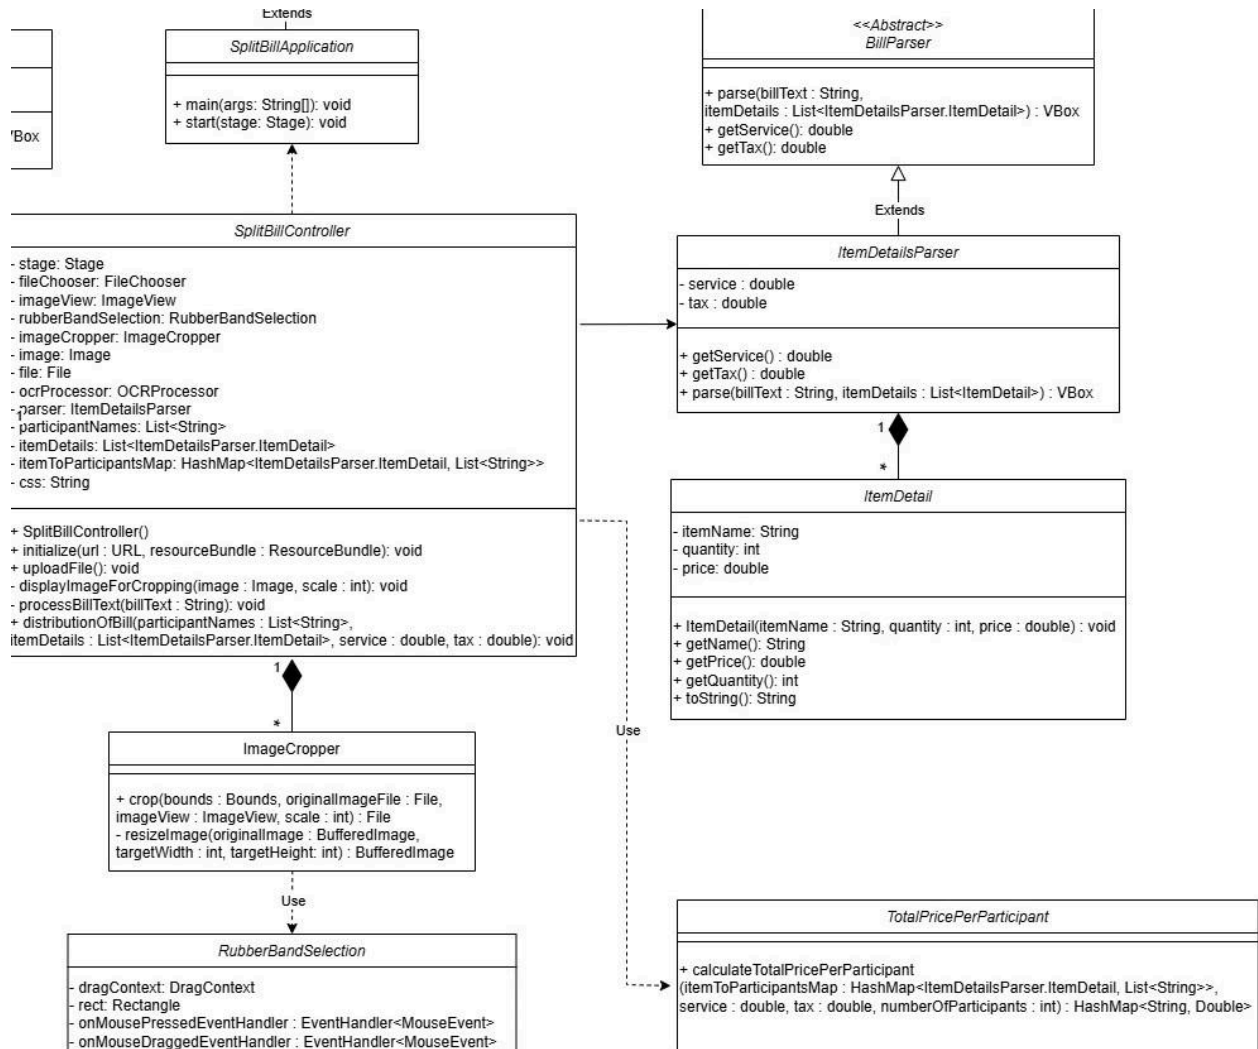 Extends
SplitBillApplication
+ main(args: String[]): void
+ start(stage: Stage): void
VBox
<<Abstract>>
BillParser
+ parse(billText : String,
itemDetails : List<ItemDetailsParser.ItemDetail>) : VBox
+ getService(): double
+ getTax(): double
Extends
SplitBillController
- stage: Stage
- fileChooser: FileChooser
- imageView: ImageView
- rubberBandSelection: RubberBandSelection
- imageCropper: ImageCropper
- image: Image
- file: File
- ocrProcessor: OCRProcessor
- parser: ItemDetailsParser
1
- participantNames: List<String>
- itemDetails: List<ItemDetailsParser.ItemDetail>
- itemToParticipantsMap: HashMap<ItemDetailsParser.ItemDetail, List<String>>
- css: String
+ SplitBillController()
+ initialize(url : URL, resourceBundle : ResourceBundle): void
+ uploadFile(): void
- displayImageForCropping(image : Image, scale : int): void
- processBillText(billText : String): void
+ distributionOfBill(participantNames : List<String>,
itemDetails : List<ItemDetailsParser.ItemDetail>, service : double, tax : double): void
ItemDetailsParser
- service : double
- tax : double
+ getService() : double
+ getTax() : double
+ parse(billText : String, itemDetails : List<ItemDetail>) : VBox
1
*
ItemDetail
- itemName: String
- quantity: int
- price: double
+ ItemDetail(itemName : String, quantity : int, price : double) : void
+ getName(): String
+ getPrice(): double
+ getQuantity(): int
+ toString(): String
1
*
ImageCropper
+ crop(bounds : Bounds, originalImageFile : File,
imageView : ImageView, scale : int) : File
- resizeImage(originalImage : BufferedImage,
targetWidth : int, targetHeight: int) : BufferedImage
Use
Use
RubberBandSelection
- dragContext: DragContext
- rect: Rectangle
- onMousePressedEventHandler : EventHandler<MouseEvent>
- onMouseDraggedEventHandler : EventHandler<MouseEvent>
TotalPricePerParticipant
+ calculateTotalPricePerParticipant
(itemToParticipantsMap : HashMap<ItemDetailsParser.ItemDetail, List<String>>,
service : double, tax : double, numberOfParticipants : int) : HashMap<String, Double>